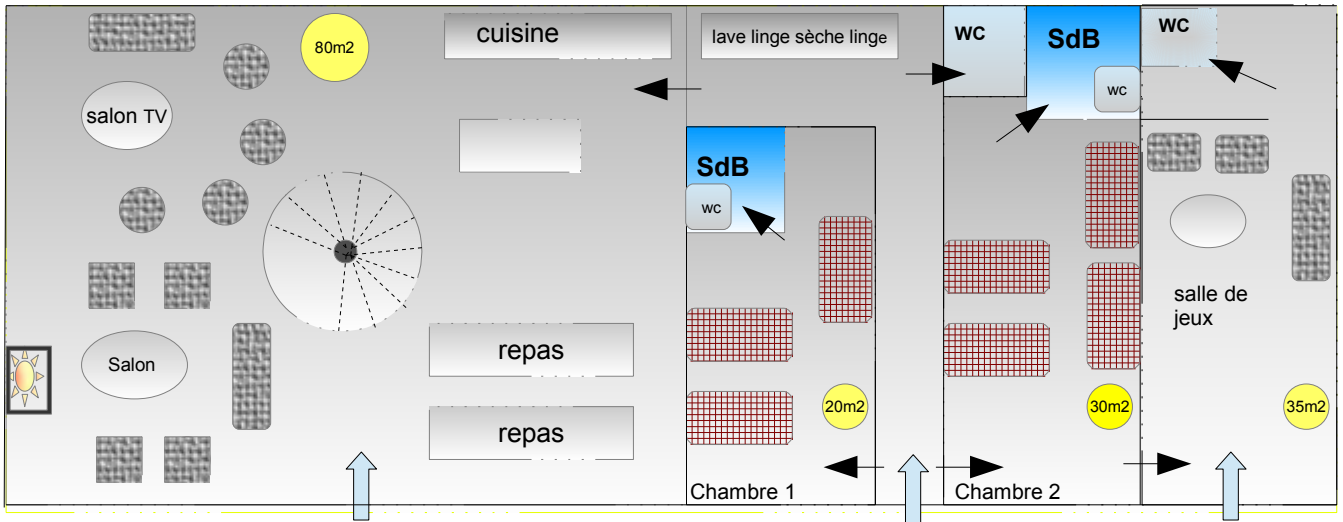 80m2
cuisine
lave linge sèche linge
WC
SdB
WC
wc
salon TV
SdB
wc
salle de
jeux
Salon
repas
repas
20m2
30m2
35m2
Chambre 1
Chambre 2